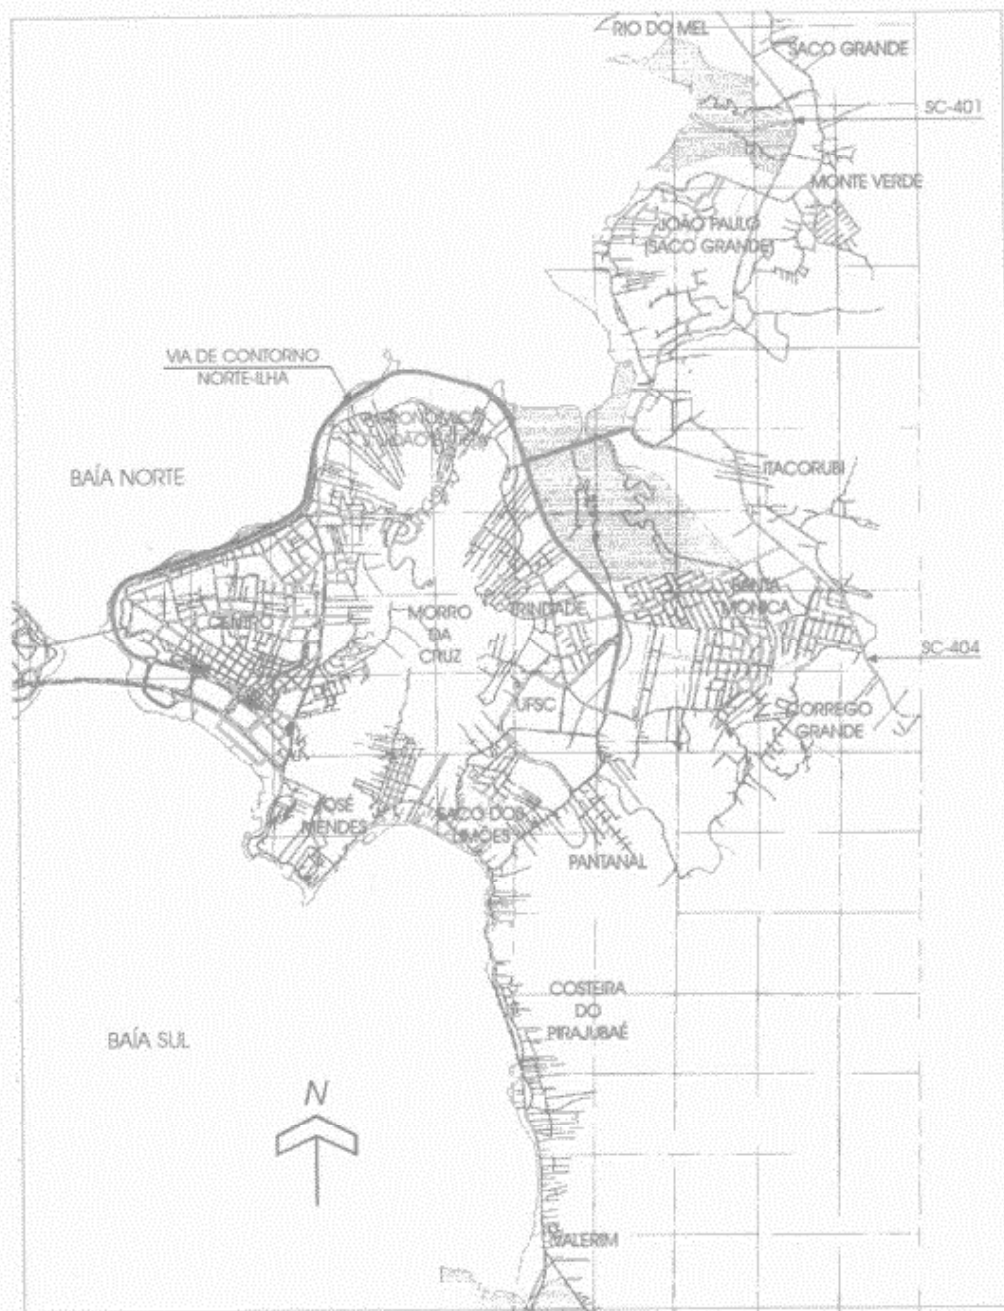 RIO DO MEL
SACO GRANDE
SC-401
MONTE VERDE
JOÃO PAULO
(SACO GRANDE)
VIA DE CONTORNO
NORTE-ILHA
BAÍA NORTE
ITACORUBI
SANTA
MONICA
TRINDADE
CENTRO
MORRO
DA
CRUZ
SC-404
UFSC
CORREGO
GRANDE
JOSÉ
MENDES
SACO DOS
LIMÕES
PANTANAL
COSTEIRA
DO
PIRAJUBAÉ
BAÍA SUL
N
VALERIM